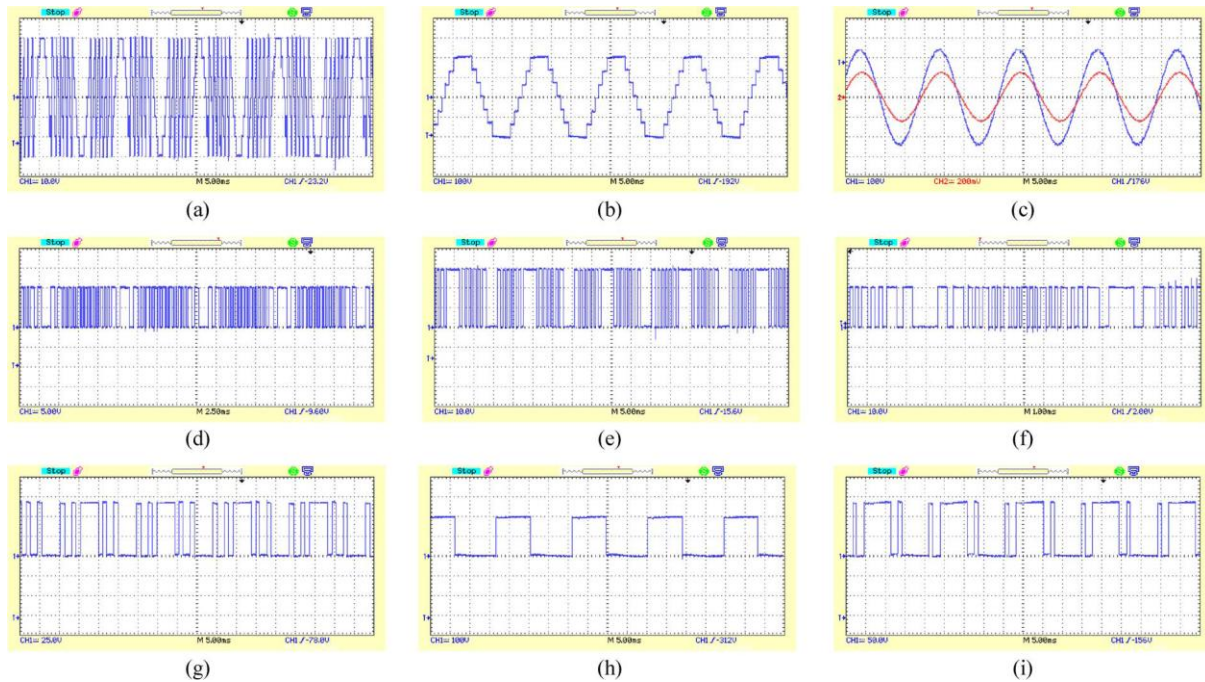 Stop
CH1= 10.0V M 5.00ms CH1/-23.2V
(a)
Stop
CH1= 100V M 5.00ms CH1/-192V
(b)
Stop
CH1= 100V CH2= 200mV M 5.00ms CH1/176V
(c)
Stop
CH1= 5.00V M 2.50ms CH1/-9.60V
(d)
Stop
CH1= 10.0V M 5.00ms CH1/-15.6V
(e)
Stop
CH1= 10.0V M 1.00ms CH1/2.00V
(f)
Stop
CH1= 25.0V M 5.00ms CH1/-78.0V
(g)
Stop
CH1= 100V M 5.00ms CH1/-312V
(h)
Stop
CH1= 50.0V M 5.00ms CH1/-156V
(i)